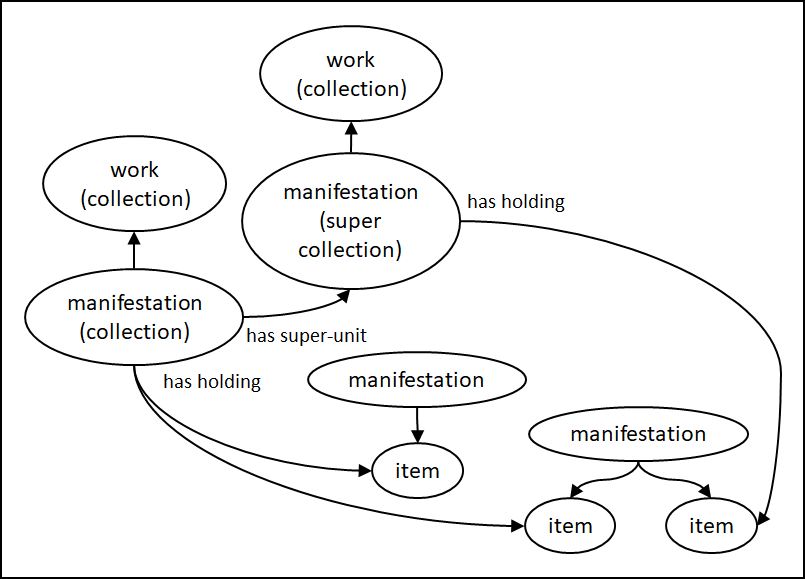 work
(collection)
work
(collection)
manifestation
(super
collection)
has holding
manifestation
(collection)
has super-unit
has holding
manifestation
manifestation
item
item
item